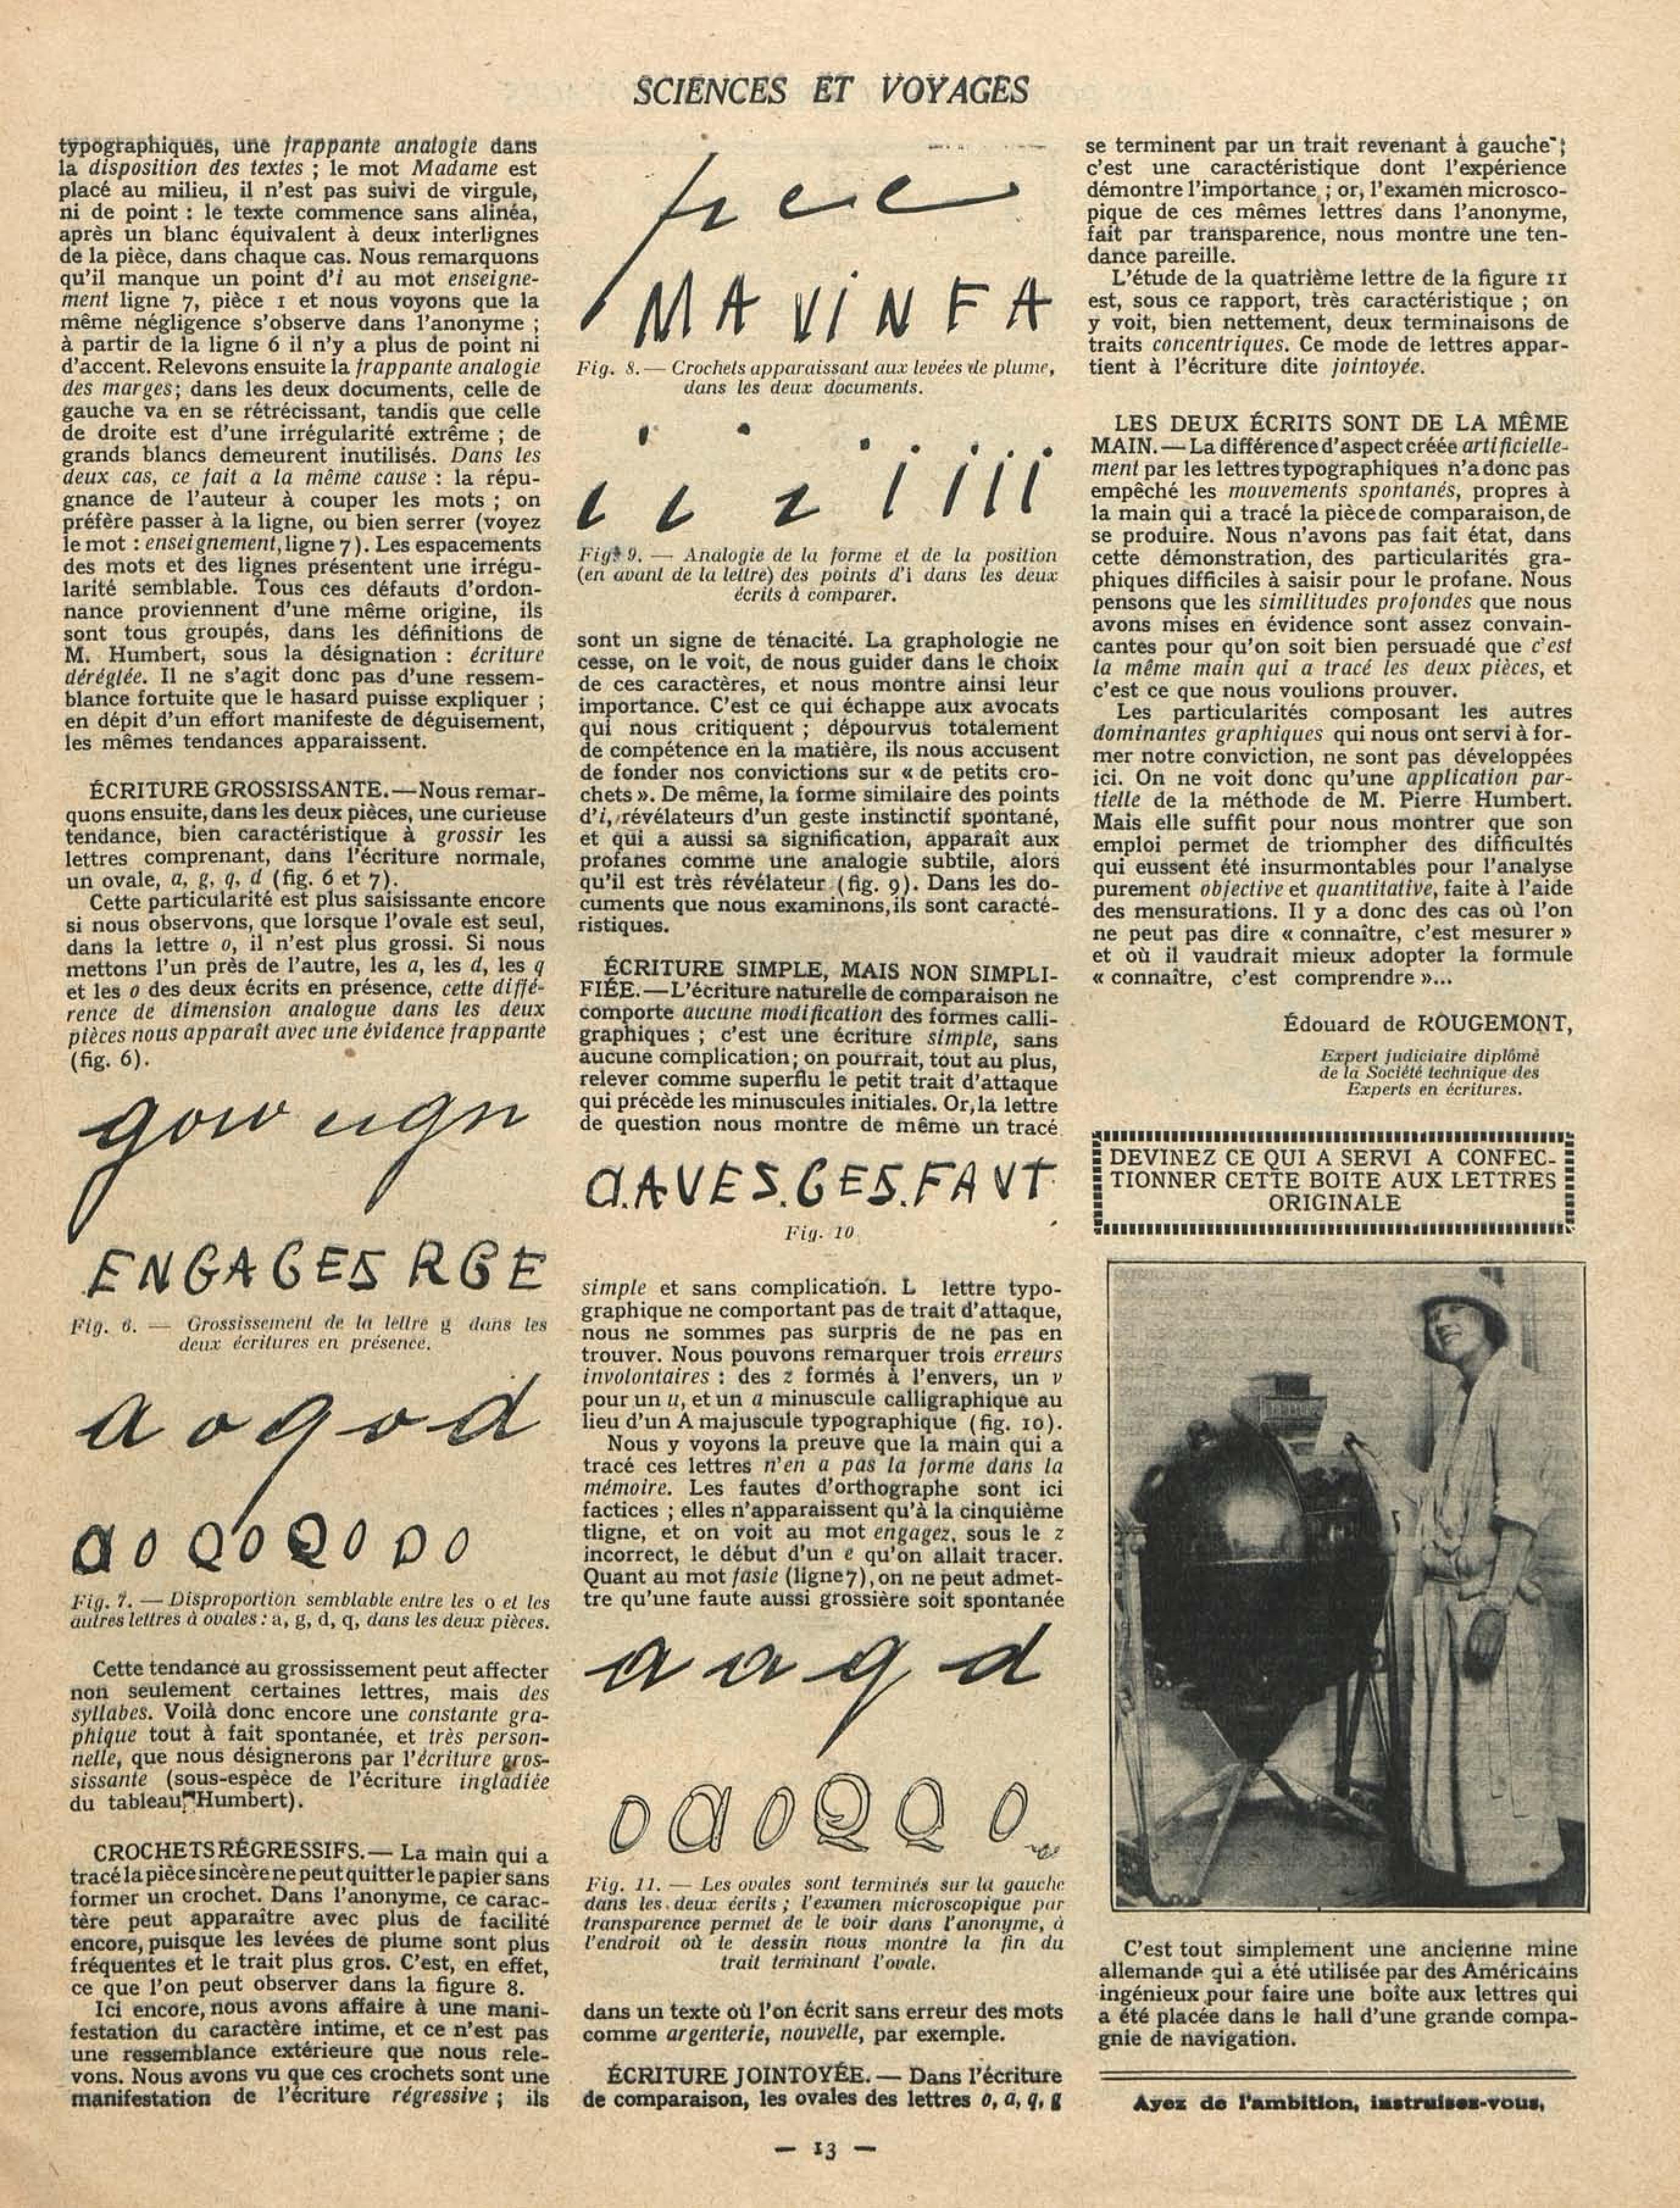 SCIENCES ET VOYAGES
typographiques, une frappante analogie dans
la disposition des textes ; le mot Madame est
placé au milieu, il n'est pas suivi de virgule,
ni de point : le texte commence sans alinéa,
après un blanc équivalent à deux interlignes
de la pièce, dans chaque cas. Nous remarquons
qu'il manque un point d'i au mot enseigne-
ment ligne 7, pièce 1 et nous voyons que la
même négligence s'observe dans l'anonyme ;
à partir de la ligne 6 il n'y a plus de point ni
d'accent. Relevons ensuite la frappante analogie
des marges; dans les deux documents, celle de
gauche va en se rétrécissant, tandis que celle
de droite est d'une irrégularité extrême ; de
grands blancs demeurent inutilisés. Dans les
deux cas, ce fait a la même cause : la répu-
gnance de l'auteur à couper les mots ; on
préfère passer à la ligne, ou bien serrer (voyez
le mot : enseignement, ligne 7). Les espacements
des mots et des lignes présentent une irrégu-
larité semblable. Tous ces défauts d'ordon-
nance proviennent d'une même origine, ils
sont tous groupés, dans les définitions de
M. Humbert, sous la désignation : écriture
déréglée. Il ne s'agit donc pas d'une ressem-
blance fortuite que le hasard puisse expliquer ;
en dépit d'un effort manifeste de déguisement,
les mêmes tendances apparaissent.
ÉCRITURE GROSSISSANTE. — Nous remar-
quons ensuite, dans les deux pièces, une curieuse
tendance, bien caractéristique à grossir les
lettres comprenant, dans l'écriture normale,
un ovale, a, g, q, d (fig. 6 et 7).
Cette particularité est plus saisissante encore
si nous observons, que lorsque l'ovale est seul,
dans la lettre o, il n'est plus grossi. Si nous
mettons l'un près de l'autre, les a, les d, les q
et les o des deux écrits en présence, cette diffé-
rence de dimension analogue dans les deux
pièces nous apparaît avec une évidence frappante
(fig. 6).
ENGAGES RGE
Fig. 6. — Grossissement de la lettre g dans les
deux écritures en présence.
a o q o d
a o Q o Q o D o
Fig. 7. — Disproportion semblable entre les o et les
autres lettres à ovales : a, g, d, q, dans les deux pièces.
Cette tendance au grossissement peut affecter
non seulement certaines lettres, mais des
syllabes. Voilà donc encore une constante gra-
phique tout à fait spontanée, et très person-
nelle, que nous désignerons par l'écriture gros-
sissante (sous-espèce de l'écriture ingladiée
du tableau Humbert).
CROCHETS RÉGRESSIFS. — La main qui a
tracé la pièce sincère ne peut quitter le papier sans
former un crochet. Dans l'anonyme, ce carac-
tère peut apparaître avec plus de facilité
encore, puisque les levées de plume sont plus
fréquentes et le trait plus gros. C'est, en effet,
ce que l'on peut observer dans la figure 8.
Ici encore, nous avons affaire à une mani-
festation du caractère intime, et ce n'est pas
une ressemblance extérieure que nous rele-
vons. Nous avons vu que ces crochets sont une
manifestation de l'écriture régressive ; ils
MAViNFA
Fig. 8. — Crochets apparaissant aux levées de plume,
dans les deux documents.
i i i i i i i
Fig. 9. — Analogie de la forme et de la position
(en avant de la lettre) des points d'i dans les deux
écrits à comparer.
sont un signe de ténacité. La graphologie ne
cesse, on le voit, de nous guider dans le choix
de ces caractères, et nous montre ainsi leur
importance. C'est ce qui échappe aux avocats
qui nous critiquent ; dépourvus totalement
de compétence en la matière, ils nous accusent
de fonder nos convictions sur « de petits cro-
chets ». De même, la forme similaire des points
d'i, révélateurs d'un geste instinctif spontané,
et qui a aussi sa signification, apparaît aux
profanes comme une analogie subtile, alors
qu'il est très révélateur (fig. 9). Dans les do-
cuments que nous examinons, ils sont caracté-
ristiques.
ÉCRITURE SIMPLE, MAIS NON SIMPLI-
FIÉE. — L'écriture naturelle de comparaison ne
comporte aucune modification des formes calli-
graphiques ; c'est une écriture simple, sans
aucune complication; on pourrait, tout au plus,
relever comme superflu le petit trait d'attaque
qui précède les minuscules initiales. Or, la lettre
de question nous montre de même un tracé
a.AVES.GES.FAVT
Fig. 10
simple et sans complication. L lettre typo-
graphique ne comportant pas de trait d'attaque,
nous ne sommes pas surpris de ne pas en
trouver. Nous pouvons remarquer trois erreurs
involontaires : des z formés à l'envers, un v
pour un u, et un a minuscule calligraphique au
lieu d'un A majuscule typographique (fig. 10).
Nous y voyons la preuve que la main qui a
tracé ces lettres n'en a pas la forme dans la
mémoire. Les fautes d'orthographe sont ici
factices ; elles n'apparaissent qu'à la cinquième
tligne, et on voit au mot engagez, sous le z
incorrect, le début d'un e qu'on allait tracer.
Quant au mot fasie (ligne 7), on ne peut admet-
tre qu'une faute aussi grossière soit spontanée
a a q d
o a o Q Q o
Fig. 11. — Les ovales sont terminés sur la gauche
dans les deux écrits ; l'examen microscopique par
transparence permet de le voir dans l'anonyme, à
l'endroit où le dessin nous montre la fin du
trait terminant l'ovale.
dans un texte où l'on écrit sans erreur des mots
comme argenterie, nouvelle, par exemple.
ÉCRITURE JOINTOYÉE. — Dans l'écriture
de comparaison, les ovales des lettres o, a, q, g
se terminent par un trait revenant à gauche ;
c'est une caractéristique dont l'expérience
démontre l'importance ; or, l'examen microsco-
pique de ces mêmes lettres dans l'anonyme,
fait par transparence, nous montre une ten-
dance pareille.
L'étude de la quatrième lettre de la figure 11
est, sous ce rapport, très caractéristique ; on
y voit, bien nettement, deux terminaisons de
traits concentriques. Ce mode de lettres appar-
tient à l'écriture dite jointoyée.
LES DEUX ÉCRITS SONT DE LA MÊME
MAIN. — La différence d'aspect créée artificielle-
ment par les lettres typographiques n'a donc pas
empêché les mouvements spontanés, propres à
la main qui a tracé la pièce de comparaison, de
se produire. Nous n'avons pas fait état, dans
cette démonstration, des particularités gra-
phiques difficiles à saisir pour le profane. Nous
pensons que les similitudes profondes que nous
avons mises en évidence sont assez convain-
cantes pour qu'on soit bien persuadé que c'est
la même main qui a tracé les deux pièces, et
c'est ce que nous voulions prouver.
Les particularités composant les autres
dominantes graphiques qui nous ont servi à for-
mer notre conviction, ne sont pas développées
ici. On ne voit donc qu'une application par-
tielle de la méthode de M. Pierre Humbert.
Mais elle suffit pour nous montrer que son
emploi permet de triompher des difficultés
qui eussent été insurmontables pour l'analyse
purement objective et quantitative, faite à l'aide
des mensurations. Il y a donc des cas où l'on
ne peut pas dire « connaître, c'est mesurer »
et où il vaudrait mieux adopter la formule
« connaître, c'est comprendre »...
Édouard de ROUGEMONT,
Expert judiciaire diplômé
de la Société technique des
Experts en écritures.
DEVINEZ CE QUI A SERVI A CONFEC-
TIONNER CETTE BOITE AUX LETTRES
ORIGINALE
C'est tout simplement une ancienne mine
allemande qui a été utilisée par des Américains
ingénieux pour faire une boîte aux lettres qui
a été placée dans le hall d'une grande compa-
gnie de navigation.
Ayez de l'ambition, instruisez-vous,
— 13 —